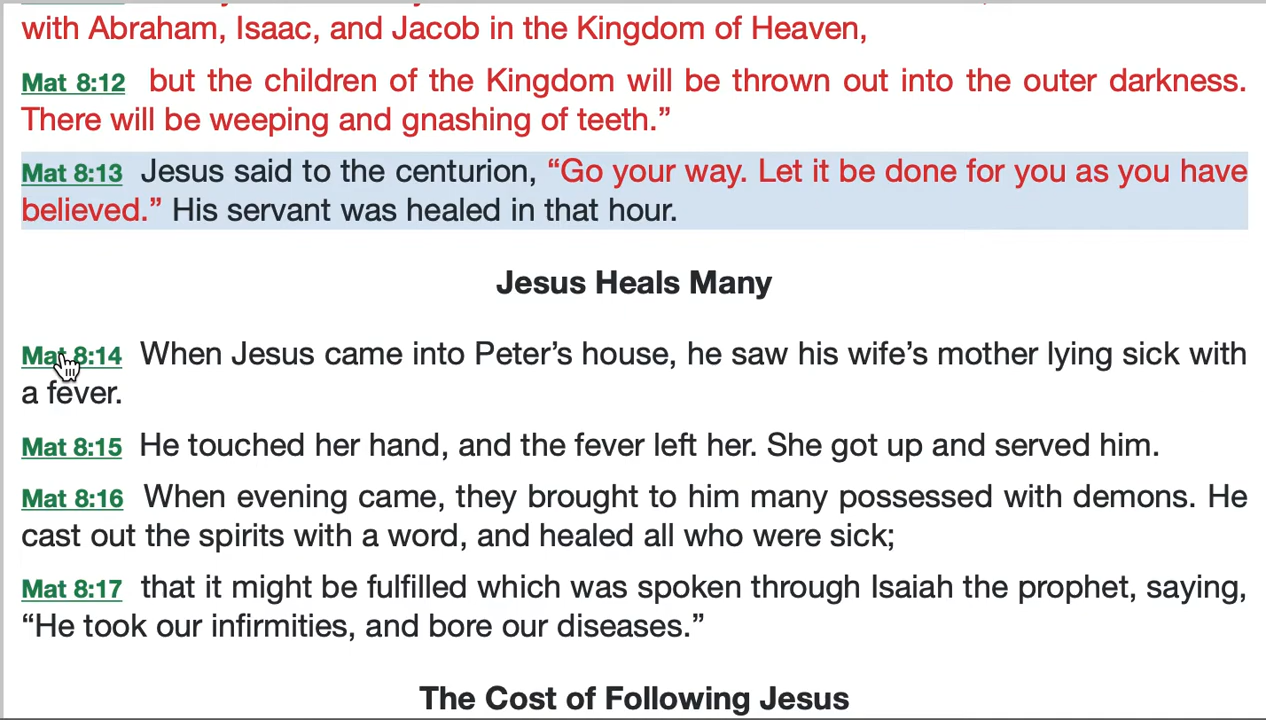 with Abraham, Isaac, and Jacob in the Kingdom of Heaven,
Mat 8:12 but the children of the Kingdom will be thrown out into the outer darkness.
There will be weeping and gnashing of teeth.”
Mat 8:13 Jesus said to the centurion, “Go your way. Let it be done for you as you have
believed.” His servant was healed in that hour.
Jesus Heals Many
Mat 8:14 When Jesus came into Peter’s house, he saw his wife’s mother lying sick with
a fever.
Mat 8:15 He touched her hand, and the fever left her. She got up and served him.
Mat 8:16 When evening came, they brought to him many possessed with demons. He
cast out the spirits with a word, and healed all who were sick;
Mat 8:17 that it might be fulfilled which was spoken through Isaiah the prophet, saying,
“He took our infirmities, and bore our diseases.”
The Cost of Following Jesus